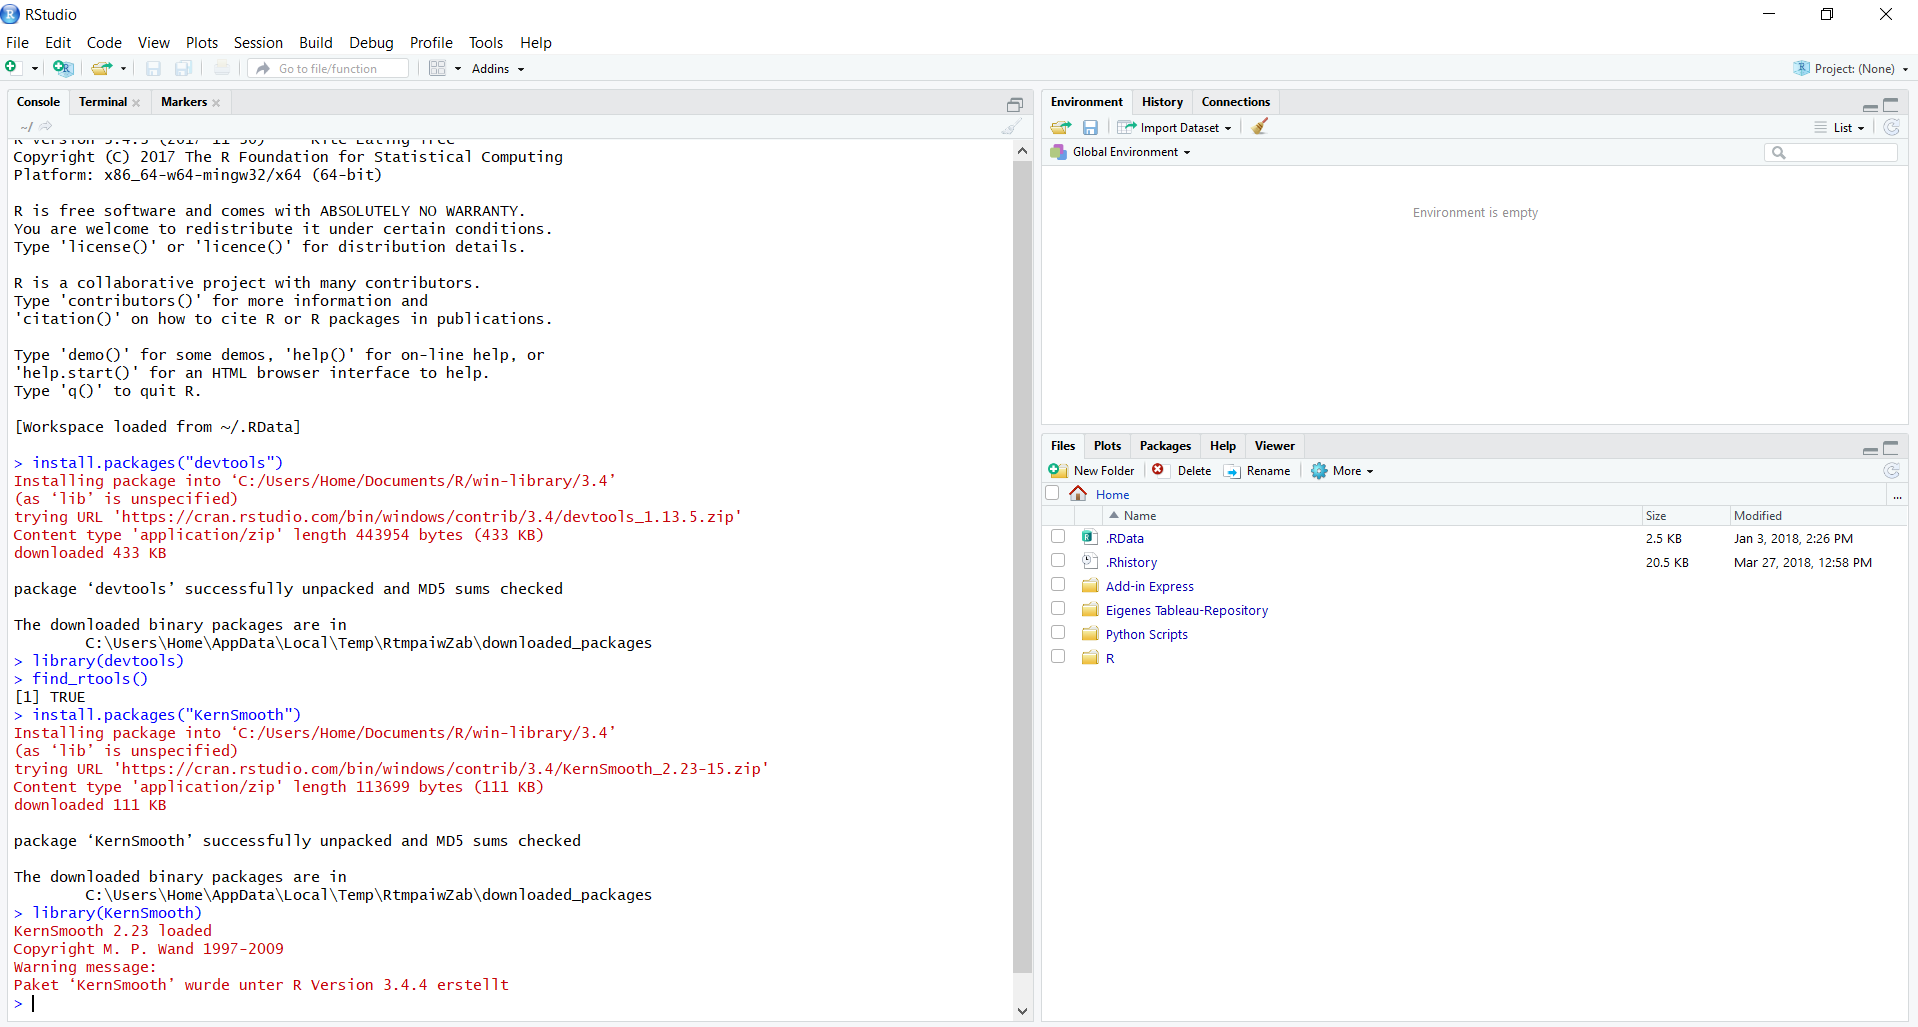 RStudio
File Edit Code View Plots Session Build Debug Profile Tools Help
Go to file/function Addins Project: (None)
Console Terminal Markers
~/
Copyright (C) 2017 The R Foundation for Statistical Computing
Platform: x86_64-w64-mingw32/x64 (64-bit)
R is free software and comes with ABSOLUTELY NO WARRANTY.
You are welcome to redistribute it under certain conditions.
Type 'license()' or 'licence()' for distribution details.
R is a collaborative project with many contributors.
Type 'contributors()' for more information and
'citation()' on how to cite R or R packages in publications.
Type 'demo()' for some demos, 'help()' for on-line help, or
'help.start()' for an HTML browser interface to help.
Type 'q()' to quit R.
[Workspace loaded from ~/.RData]
> install.packages("devtools")
Installing package into ‘C:/Users/Home/Documents/R/win-library/3.4’
(as ‘lib’ is unspecified)
trying URL 'https://cran.rstudio.com/bin/windows/contrib/3.4/devtools_1.13.5.zip'
Content type 'application/zip' length 443954 bytes (433 KB)
downloaded 433 KB
package ‘devtools’ successfully unpacked and MD5 sums checked
The downloaded binary packages are in
C:\Users\Home\AppData\Local\Temp\RtmpaiwZab\downloaded_packages
> library(devtools)
> find_rtools()
[1] TRUE
> install.packages("KernSmooth")
Installing package into ‘C:/Users/Home/Documents/R/win-library/3.4’
(as ‘lib’ is unspecified)
trying URL 'https://cran.rstudio.com/bin/windows/contrib/3.4/KernSmooth_2.23-15.zip'
Content type 'application/zip' length 113699 bytes (111 KB)
downloaded 111 KB
package ‘KernSmooth’ successfully unpacked and MD5 sums checked
The downloaded binary packages are in
C:\Users\Home\AppData\Local\Temp\RtmpaiwZab\downloaded_packages
> library(KernSmooth)
KernSmooth 2.23 loaded
Copyright M. P. Wand 1997-2009
Warning message:
Paket ‘KernSmooth’ wurde unter R Version 3.4.4 erstellt
>
Environment History Connections
Import Dataset List
Global Environment
Environment is empty
Files Plots Packages Help Viewer
New Folder Delete Rename More
Home ...
Name Size Modified
.RData 2.5 KB Jan 3, 2018, 2:26 PM
.Rhistory 20.5 KB Mar 27, 2018, 12:58 PM
Add-in Express
Eigenes Tableau-Repository
Python Scripts
R